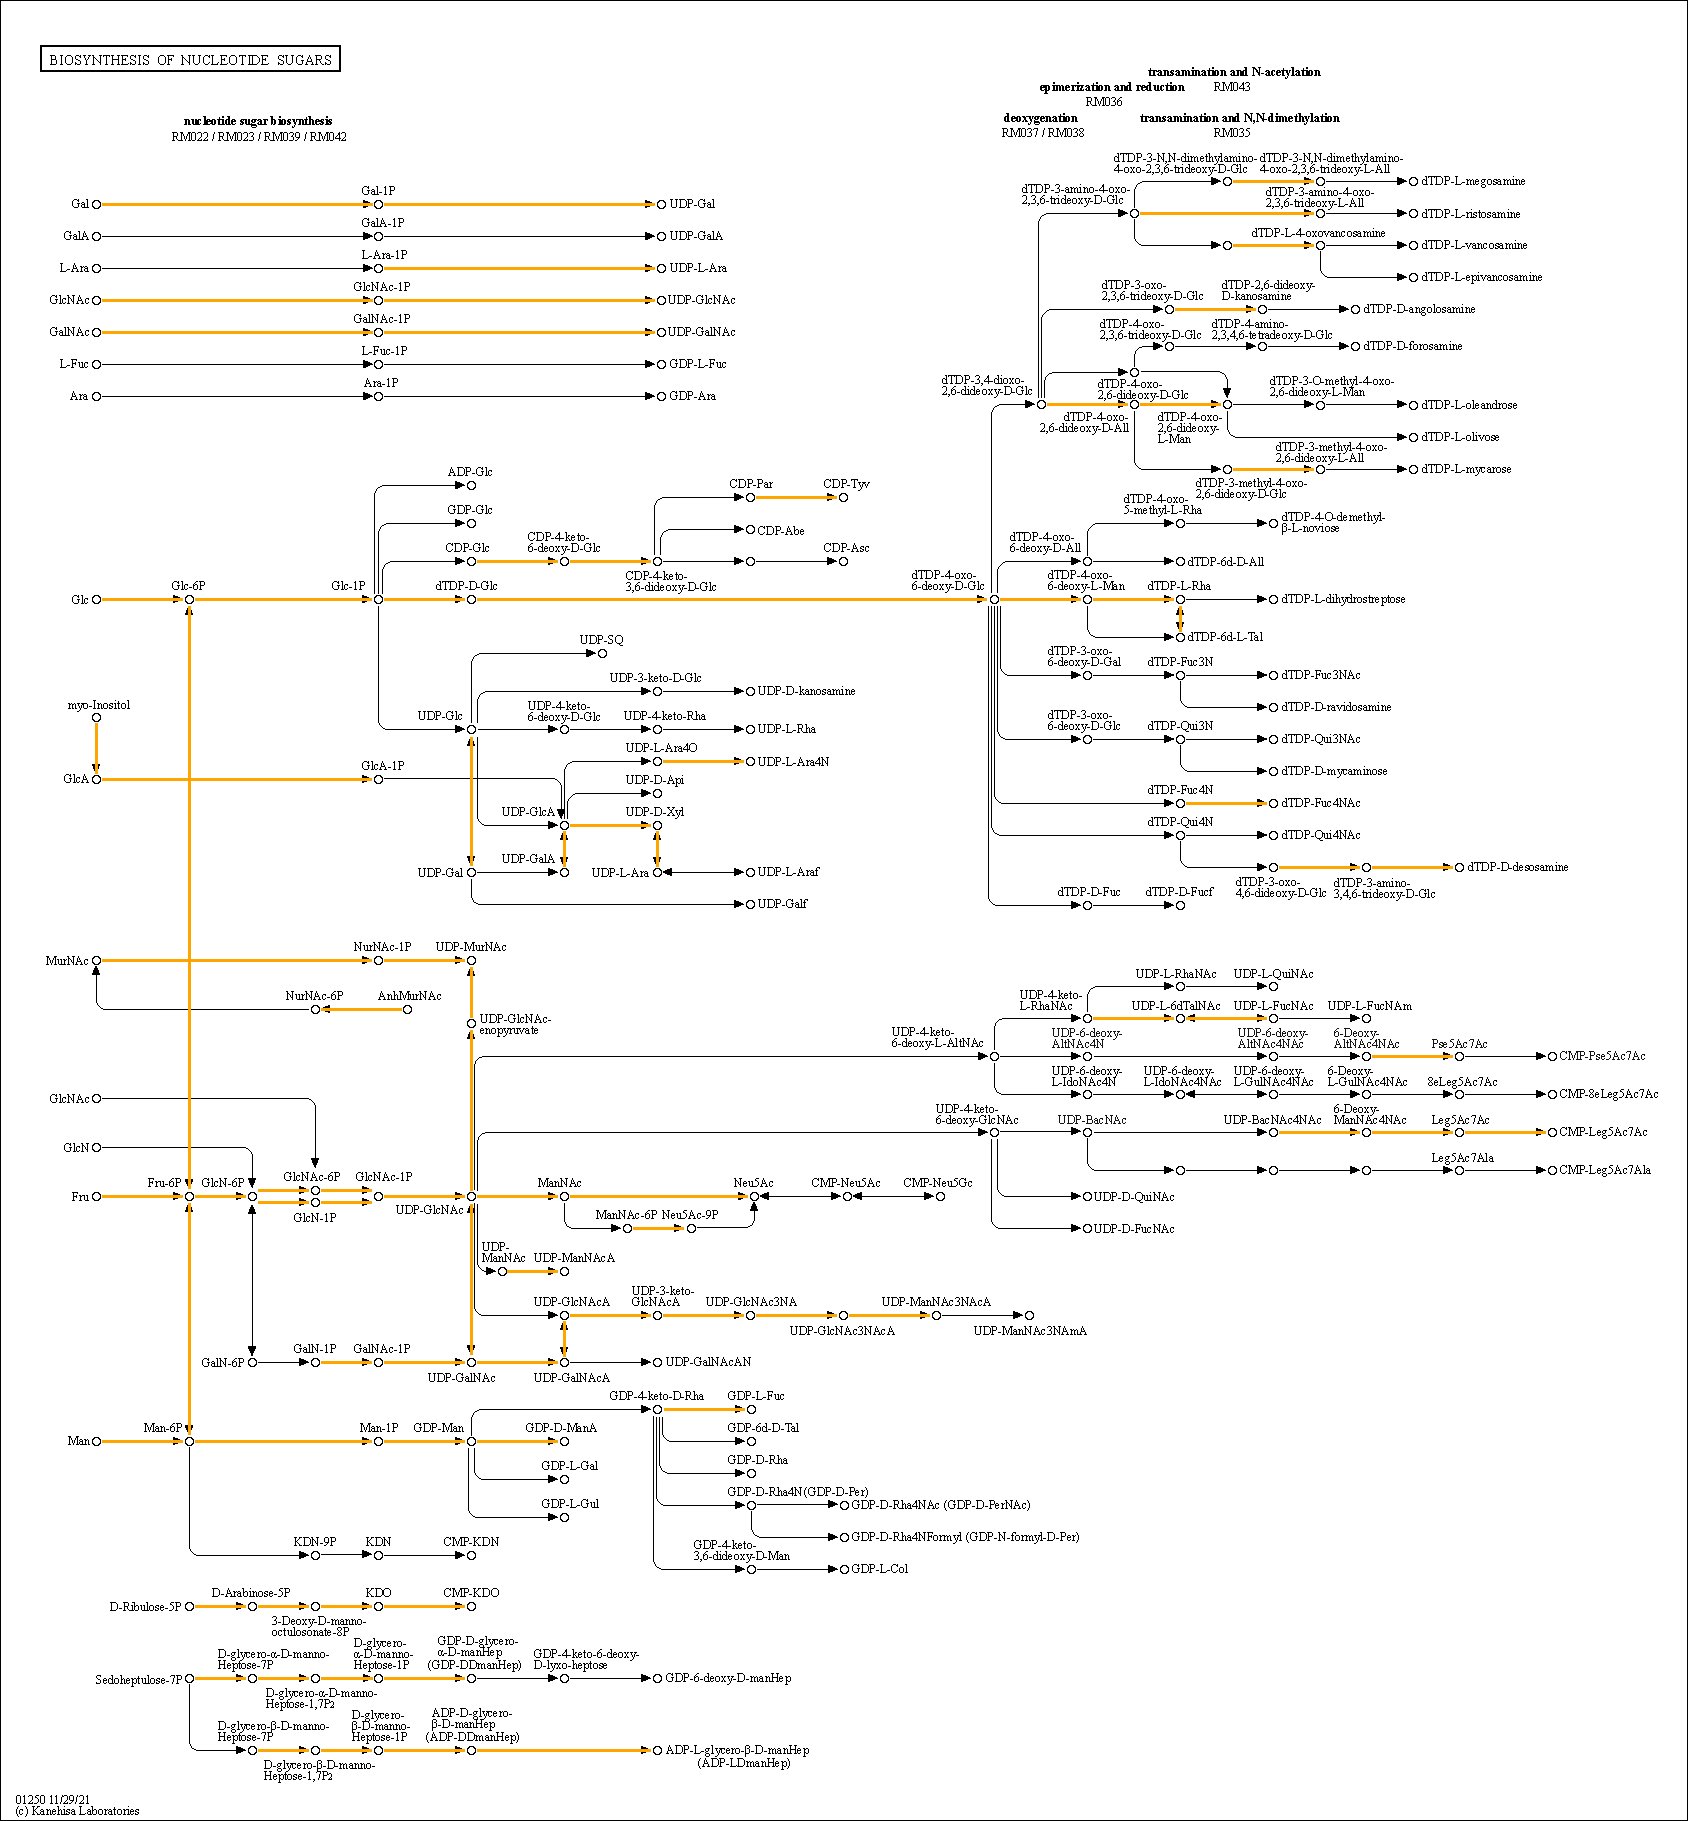 BIOSYNTHESIS OF NUCLEOTIDE SUGARS
transamination and N-acetylation
RM043
epimerization and reduction
RM036
deoxygenation
RM037 / RM038
transamination and N,N-dimethylation
RM035
nucleotide sugar biosynthesis
RM022 / RM023 / RM039 / RM042
Gal
Gal-1P
UDP-Gal
GalA
GalA-1P
UDP-GalA
L-Ara
L-Ara-1P
UDP-L-Ara
GlcNAc
GlcNAc-1P
UDP-GlcNAc
GalNAc
GalNAc-1P
UDP-GalNAc
L-Fuc
L-Fuc-1P
GDP-L-Fuc
Ara
Ara-1P
GDP-Ara
dTDP-3-N,N-dimethylamino-
4-oxo-2,3,6-trideoxy-D-Glc
dTDP-3-N,N-dimethylamino-
4-oxo-2,3,6-trideoxy-L-All
dTDP-L-megosamine
dTDP-3-amino-4-oxo-
2,3,6-trideoxy-D-Glc
dTDP-3-amino-4-oxo-
2,3,6-trideoxy-L-All
dTDP-L-ristosamine
dTDP-L-4-oxovancosamine
dTDP-L-vancosamine
dTDP-L-epivancosamine
dTDP-3-oxo-
2,3,6-trideoxy-D-Glc
dTDP-2,6-dideoxy-
D-kanosamine
dTDP-D-angolosamine
dTDP-4-oxo-
2,3,6-trideoxy-D-Glc
dTDP-4-amino-
2,3,4,6-tetradeoxy-D-Glc
dTDP-D-forosamine
dTDP-3,4-dioxo-
2,6-dideoxy-D-Glc
dTDP-4-oxo-
2,6-dideoxy-D-Glc
dTDP-3-O-methyl-4-oxo-
2,6-dideoxy-L-Man
dTDP-L-oleandrose
dTDP-4-oxo-
2,6-dideoxy-D-All
dTDP-4-oxo-
2,6-dideoxy-
L-Man
dTDP-L-olivose
dTDP-3-methyl-4-oxo-
2,6-dideoxy-L-All
dTDP-L-mycarose
dTDP-3-methyl-4-oxo-
2,6-dideoxy-D-Glc
ADP-Glc
GDP-Glc
CDP-Glc
CDP-4-keto-
6-deoxy-D-Glc
CDP-Par
CDP-Tyv
CDP-Abe
CDP-Asc
CDP-4-keto-
3,6-dideoxy-D-Glc
dTDP-4-oxo-
5-methyl-L-Rha
dTDP-4-O-demethyl-
β-L-noviose
dTDP-4-oxo-
6-deoxy-D-All
dTDP-6d-D-All
Glc
Glc-6P
Glc-1P
dTDP-D-Glc
dTDP-4-oxo-
6-deoxy-D-Glc
dTDP-4-oxo-
6-deoxy-L-Man
dTDP-L-Rha
dTDP-L-dihydrostreptose
dTDP-6d-L-Tal
UDP-SQ
UDP-3-keto-D-Glc
UDP-D-kanosamine
dTDP-3-oxo-
6-deoxy-D-Gal
dTDP-Fuc3N
dTDP-Fuc3NAc
dTDP-D-ravidosamine
myo-Inositol
UDP-Glc
UDP-4-keto-
6-deoxy-D-Glc
UDP-4-keto-Rha
UDP-L-Rha
dTDP-3-oxo-
6-deoxy-D-Glc
dTDP-Qui3N
dTDP-Qui3NAc
dTDP-D-mycaminose
UDP-L-Ara4O
UDP-L-Ara4N
GlcA
GlcA-1P
UDP-D-Api
dTDP-Fuc4N
dTDP-Fuc4NAc
UDP-GlcA
UDP-D-Xyl
dTDP-Qui4N
dTDP-Qui4NAc
UDP-Gal
UDP-GalA
UDP-L-Ara
UDP-L-Araf
UDP-Galf
dTDP-3-oxo-
4,6-dideoxy-D-Glc
dTDP-3-amino-
3,4,6-trideoxy-D-Glc
dTDP-D-desosamine
dTDP-D-Fuc
dTDP-D-Fucf
MurNAc
NurNAc-1P
UDP-MurNAc
NurNAc-6P
AnhMurNAc
UDP-GlcNAc-
enopyruvate
UDP-4-keto-
6-deoxy-L-AltNAc
UDP-4-keto-
L-RhaNAc
UDP-L-RhaNAc
UDP-L-QuiNAc
UDP-L-6dTalNAc
UDP-L-FucNAc
UDP-L-FucNAm
UDP-6-deoxy-
AltNAc4N
UDP-6-deoxy-
AltNAc4NAc
6-Deoxy-
AltNAc4NAc
Pse5Ac7Ac
CMP-Pse5Ac7Ac
UDP-6-deoxy-
L-IdoNAc4N
UDP-6-deoxy-
L-IdoNAc4NAc
UDP-6-deoxy-
L-GulNAc4NAc
6-Deoxy-
L-GulNAc4NAc
8eLeg5Ac7Ac
CMP-8eLeg5Ac7Ac
UDP-4-keto-
6-deoxy-GlcNAc
UDP-BacNAc
UDP-BacNAc4NAc
6-Deoxy-
ManNAc4NAc
Leg5Ac7Ac
CMP-Leg5Ac7Ac
Leg5Ac7Ala
CMP-Leg5Ac7Ala
UDP-D-QuiNAc
UDP-D-FucNAc
GlcNAc
GlcN
Fru
Fru-6P
GlcN-6P
GlcNAc-6P
GlcNAc-1P
GlcN-1P
UDP-GlcNAc
ManNAc
Neu5Ac
CMP-Neu5Ac
CMP-Neu5Gc
ManNAc-6P
Neu5Ac-9P
UDP-
ManNAc
UDP-ManNAcA
UDP-GlcNAcA
UDP-3-keto-
GlcNAcA
UDP-GlcNAc3NA
UDP-GlcNAc3NAcA
UDP-ManNAc3NAcA
UDP-ManNAc3NAmA
GalN-6P
GalN-1P
GalNAc-1P
UDP-GalNAc
UDP-GalNAcA
UDP-GalNAcAN
Man
Man-6P
Man-1P
GDP-Man
GDP-D-ManA
GDP-L-Gal
GDP-L-Gul
GDP-4-keto-D-Rha
GDP-L-Fuc
GDP-6d-D-Tal
GDP-D-Rha
GDP-D-Rha4N(GDP-D-Per)
GDP-D-Rha4NAc (GDP-D-PerNAc)
GDP-D-Rha4NFormyl (GDP-N-formyl-D-Per)
GDP-4-keto-
3,6-dideoxy-D-Man
GDP-L-Col
KDN-9P
KDN
CMP-KDN
D-Ribulose-5P
D-Arabinose-5P
3-Deoxy-D-manno-
octulosonate-8P
KDO
CMP-KDO
Sedoheptulose-7P
D-glycero-α-D-manno-
Heptose-7P
D-glycero-α-D-manno-
Heptose-1,7P2
D-glycero-
α-D-manno-
Heptose-1P
GDP-D-glycero-
α-D-manHep
(GDP-DDmanHep)
GDP-4-keto-6-deoxy-
D-lyxo-heptose
GDP-6-deoxy-D-manHep
D-glycero-β-D-manno-
Heptose-7P
D-glycero-β-D-manno-
Heptose-1,7P2
D-glycero-
β-D-manno-
Heptose-1P
ADP-D-glycero-
β-D-manHep
(ADP-DDmanHep)
ADP-L-glycero-β-D-manHep
(ADP-LDmanHep)
01250 11/29/21
(c) Kanehisa Laboratories